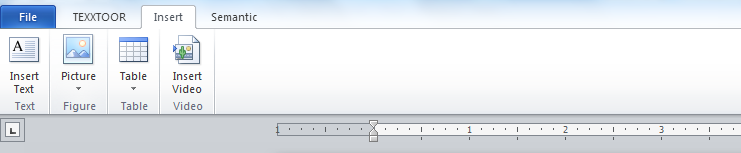 File TEXXTOOR Insert Semantic
Insert Text
Picture
Table
Insert Video
Text Figure Table Video
1 1 2 3